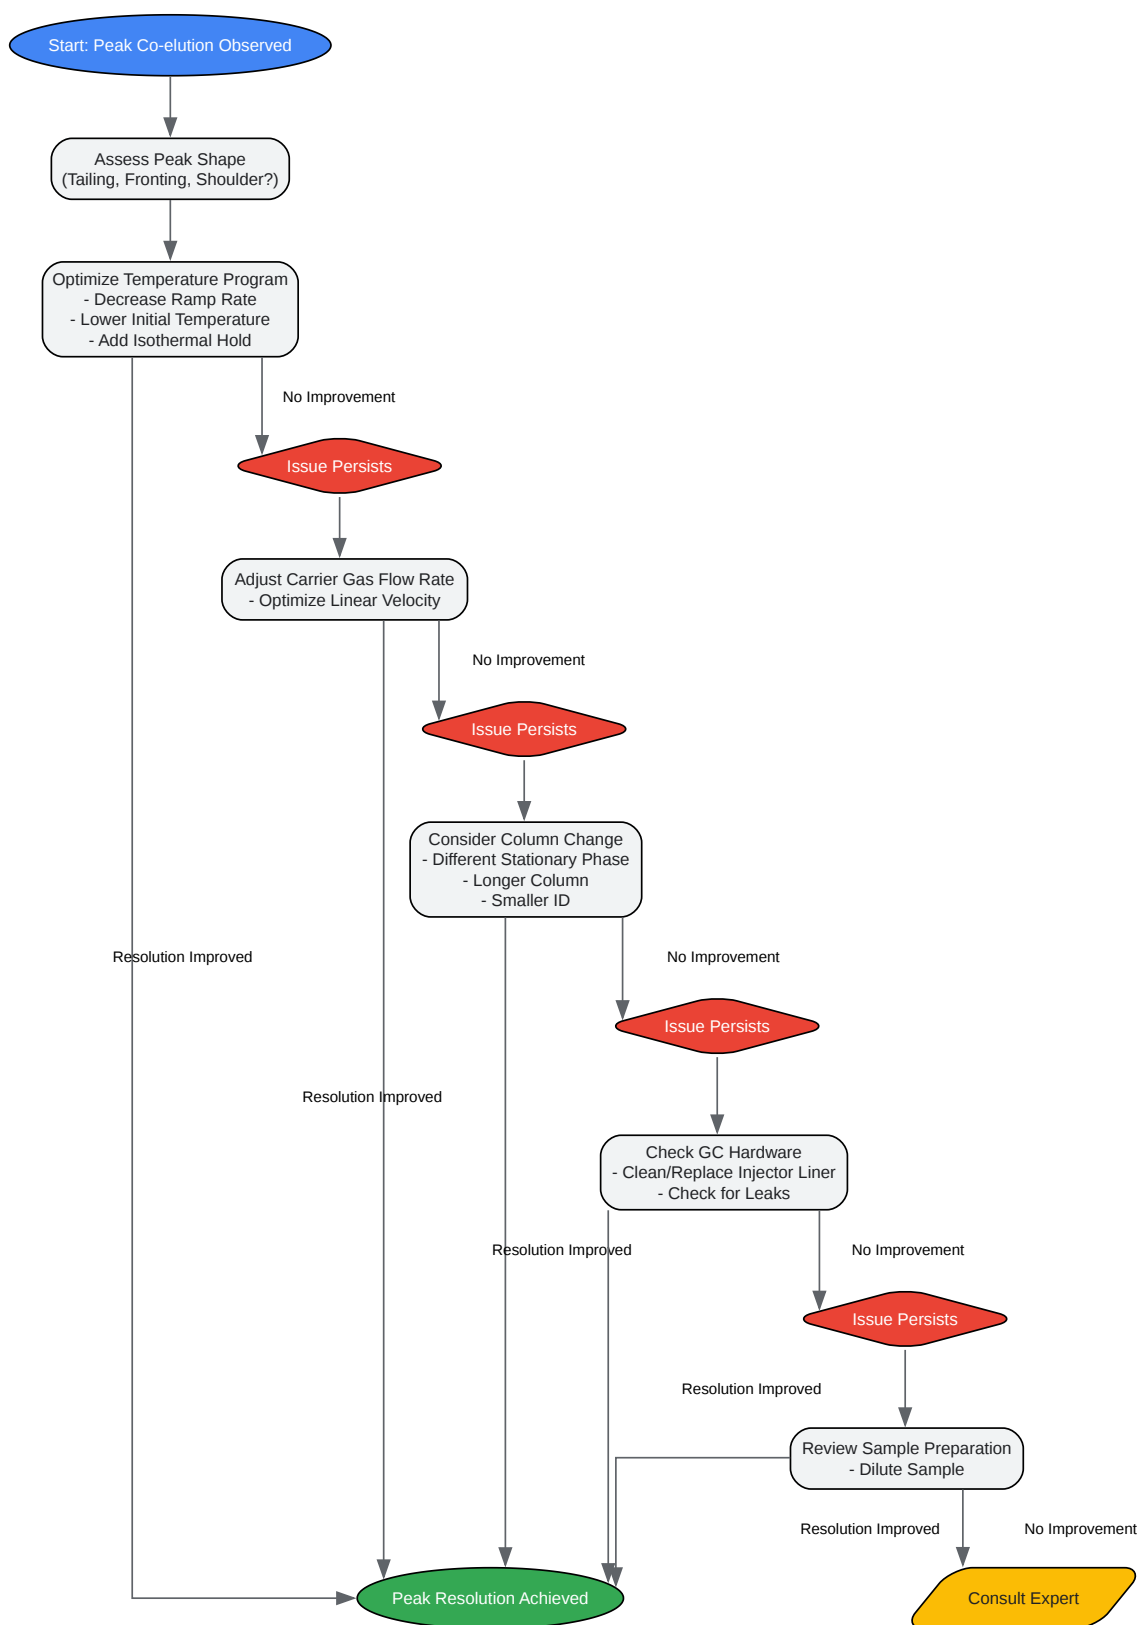 Start: Peak Co-elution Observed
Assess Peak Shape
(Tailing, Fronting, Shoulder?)
Optimize Temperature Program
- Decrease Ramp Rate
- Lower Initial Temperature
- Add Isothermal Hold
No Improvement
Issue Persists
Adjust Carrier Gas Flow Rate
- Optimize Linear Velocity
No Improvement
Issue Persists
Consider Column Change
- Different Stationary Phase
- Longer Column
- Smaller ID
Resolution Improved
No Improvement
Issue Persists
Resolution Improved
Check GC Hardware
- Clean/Replace Injector Liner
- Check for Leaks
Resolution Improved
No Improvement
Issue Persists
Resolution Improved
Review Sample Preparation
- Dilute Sample
Resolution Improved
No Improvement
Peak Resolution Achieved
Consult Expert